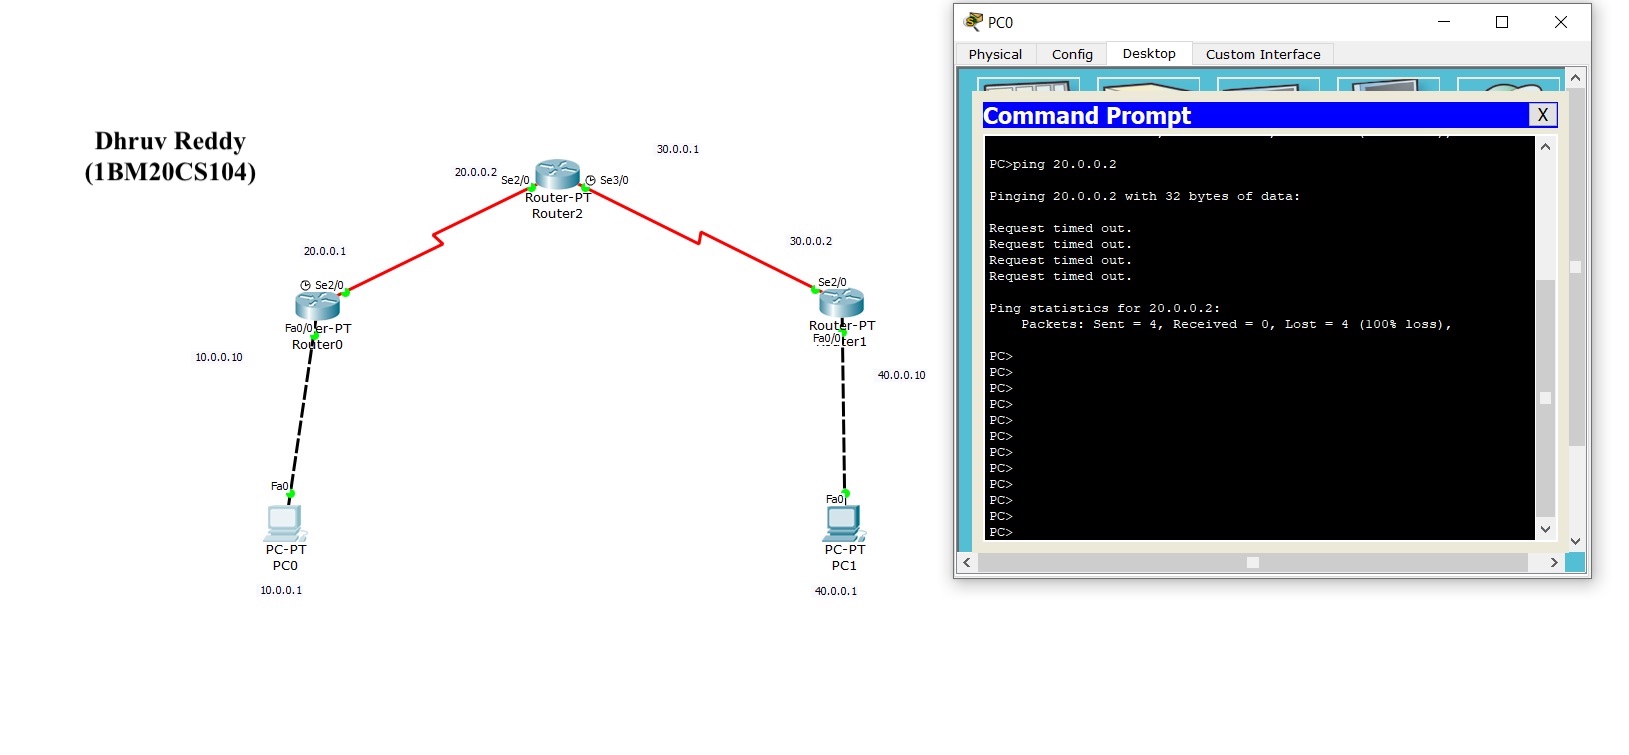 Dhruv Reddy
(1BM20CS104)
30.0.0.1
20.0.0.2
Se2/0
Se3/0
Router-PT
Router2
20.0.0.1
30.0.0.2
Se2/0
Se2/0
Fa0/0
er-PT
Router0
Router-PT
Fa0/0
ter1
10.0.0.10
40.0.0.10
Fa0
Fa0
PC-PT
PC0
PC-PT
PC1
10.0.0.1
40.0.0.1
PC0
Physical
Config
Desktop
Custom Interface
Command Prompt
X
PC>ping 20.0.0.2
Pinging 20.0.0.2 with 32 bytes of data:
Request timed out.
Request timed out.
Request timed out.
Request timed out.
Ping statistics for 20.0.0.2:
Packets: Sent = 4, Received = 0, Lost = 4 (100% loss),
PC>
PC>
PC>
PC>
PC>
PC>
PC>
PC>
PC>
PC>
PC>
PC>